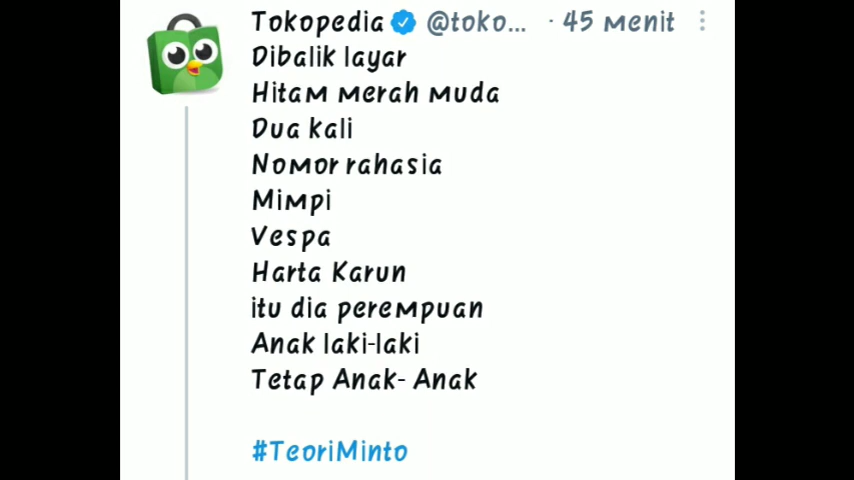 Tokopedia @toko... · 45 menit
Dibalik layar
Hitam merah muda
Dua kali
Nomor rahasia
Mimpi
Vespa
Harta Karun
itu dia perempuan
Anak laki-laki
Tetap Anak- Anak
#TeoriMinto